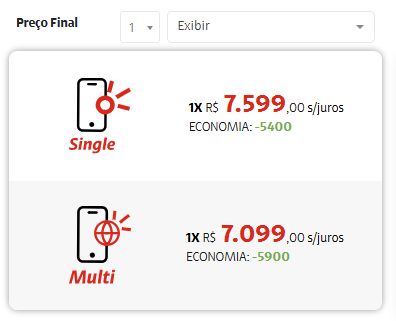 Preço Final 1 Exibir
1X R$ 7.599,00 s/juros
ECONOMIA: -5400
Single
1X R$ 7.099,00 s/juros
ECONOMIA: -5900
Multi